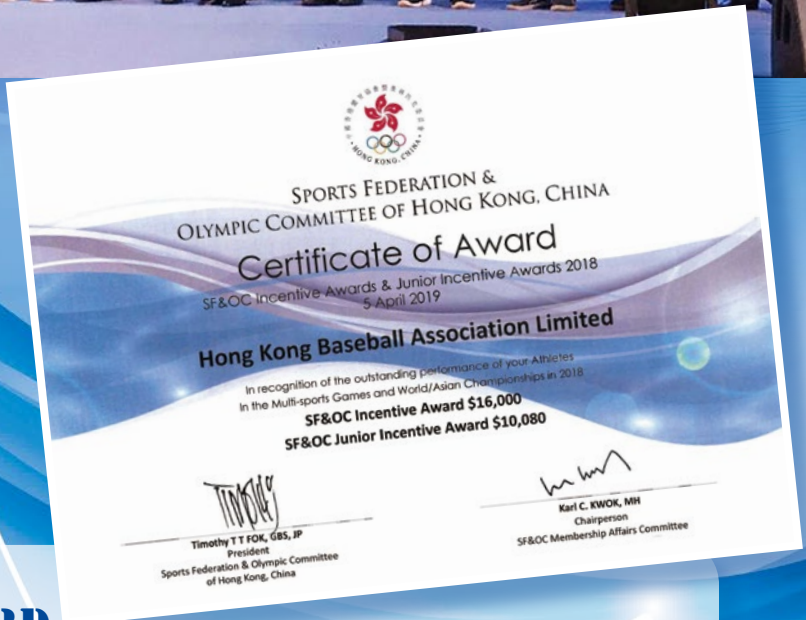 HONG KONG, CHINA
SPORTS FEDERATION &
OLYMPIC COMMITTEE OF HONG KONG, CHINA
Certificate of Award
SF&OC Incentive Awards & Junior Incentive Awards 2018
5 April 2019
Hong Kong Baseball Association Limited
In recognition of the outstanding performance of your Athletes
In the Multi-sports Games and World/Asian Championships in 2018
SF&OC Incentive Award $16,000
SF&OC Junior Incentive Award $10,080
Timothy T T FOK, GBS, JP
President
Sports Federation & Olympic Committee
of Hong Kong, China
Karl C. KWOK, MH
Chairperson
SF&OC Membership Affairs Committee